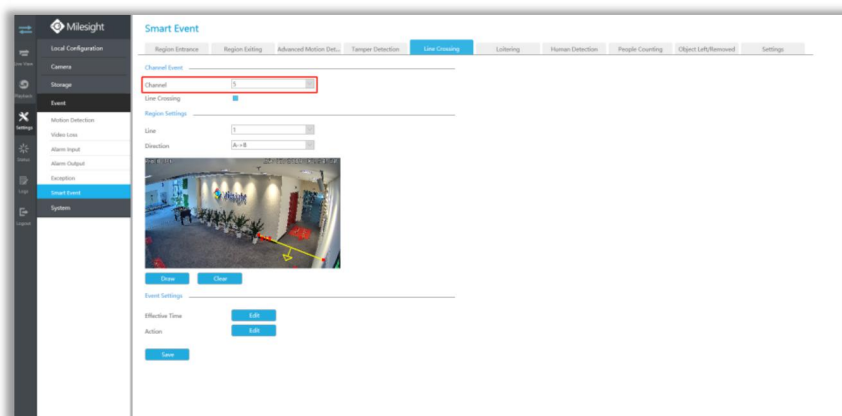 Milesight
Live View
Playback
Settings
Status
Logs
Logout
Local Configuration
Camera
Storage
Event
Motion Detection
Video Loss
Alarm Input
Alarm Output
Exception
Smart Event
System
Smart Event
Region Entrance Region Exiting Advanced Motion Det... Tamper Detection Line Crossing Loitering Human Detection People Counting Object Left/Removed Settings
Channel Event
Channel 5
Line Crossing
Region Settings
Line 1
Direction A->B
Milesight
Draw Clear
Event Settings
Effective Time Edit
Action Edit
Save